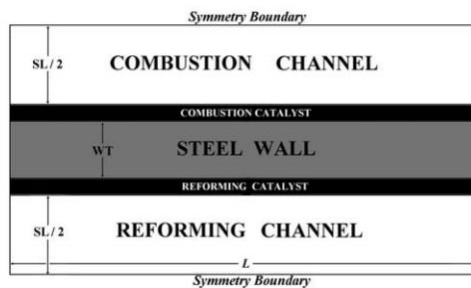 Symmetry Boundary
SL / 2
COMBUSTION CHANNEL
COMBUSTION CATALYST
WT
STEEL WALL
REFORMING CATALYST
SL / 2
REFORMING CHANNEL
L
Symmetry Boundary